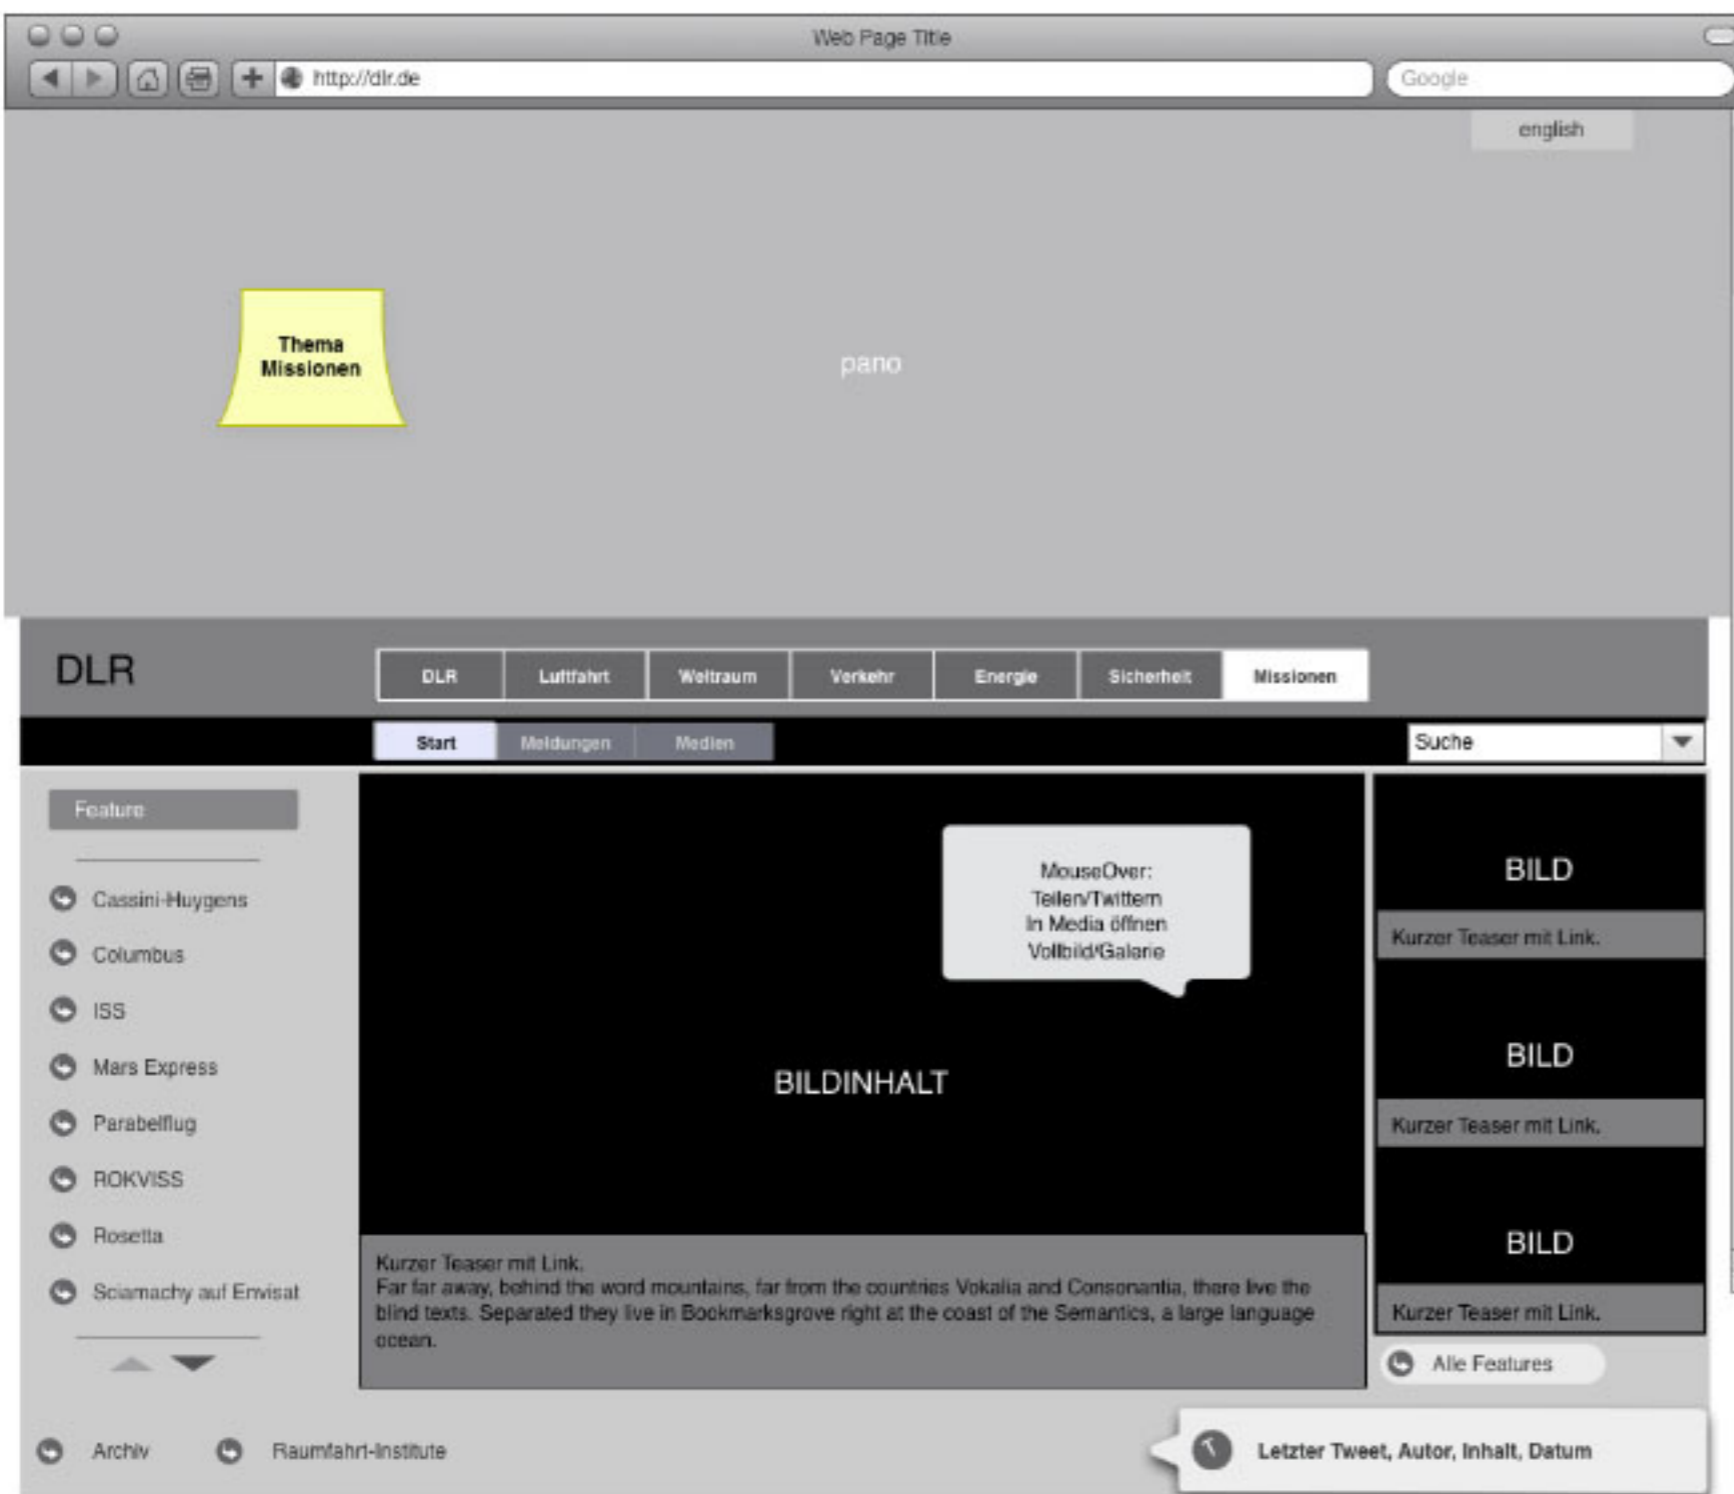 Web Page Title
http://dlr.de
Google
english
Thema
Missionen
pano
DLR
DLR
Luftfahrt
Weltraum
Verkehr
Energie
Sicherheit
Missionen
Start
Meldungen
Medien
Suche
Feature
Cassini-Huygens
Columbus
ISS
Mars Express
Parabelflug
ROKVISS
Rosetta
Sciamachy auf Envisat
MouseOver:
Teilen/Twittern
In Media öffnen
Vollbild/Galerie
BILDINHALT
Kurzer Teaser mit Link.
Far far away, behind the word mountains, far from the countries Vokalia and Consonantia, there live the
blind texts. Separated they live in Bookmarksgrove right at the coast of the Semantics, a large language
ocean.
BILD
Kurzer Teaser mit Link.
BILD
Kurzer Teaser mit Link.
BILD
Kurzer Teaser mit Link.
Alle Features
Archiv
Raumfahrt-Institute
T
Letzter Tweet, Autor, Inhalt, Datum